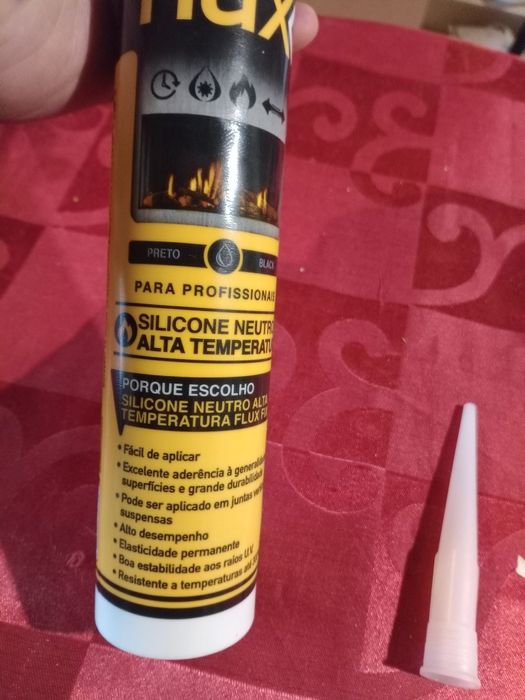 flux
PRETO BLACK
PARA PROFISSIONAIS
SILICONE NEUTRO
ALTA
PORQUE ESCOLHO
SILICONE NEUTRO ALTA
TEMPERATURA FLUX
• Fácil de aplicar
• Excelente aderência à
superfícies e grande durabilidade
• Pode ser aplicado em juntas
suspensas
• Alto desempenho
• Elasticidade permanente
• Boa estabilidade aos raios U.V.
• Resistente a temperaturas até